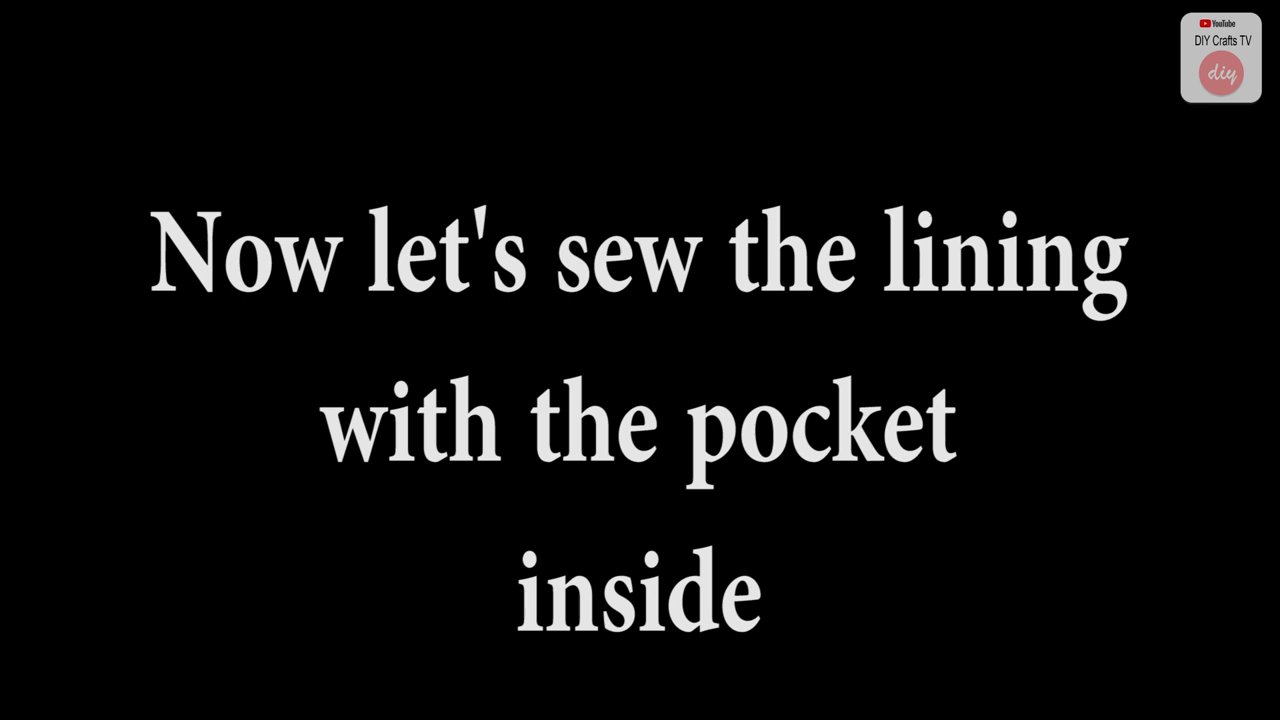 YouTube
DIY Crafts TV
diy
Now let's sew the lining
with the pocket
inside